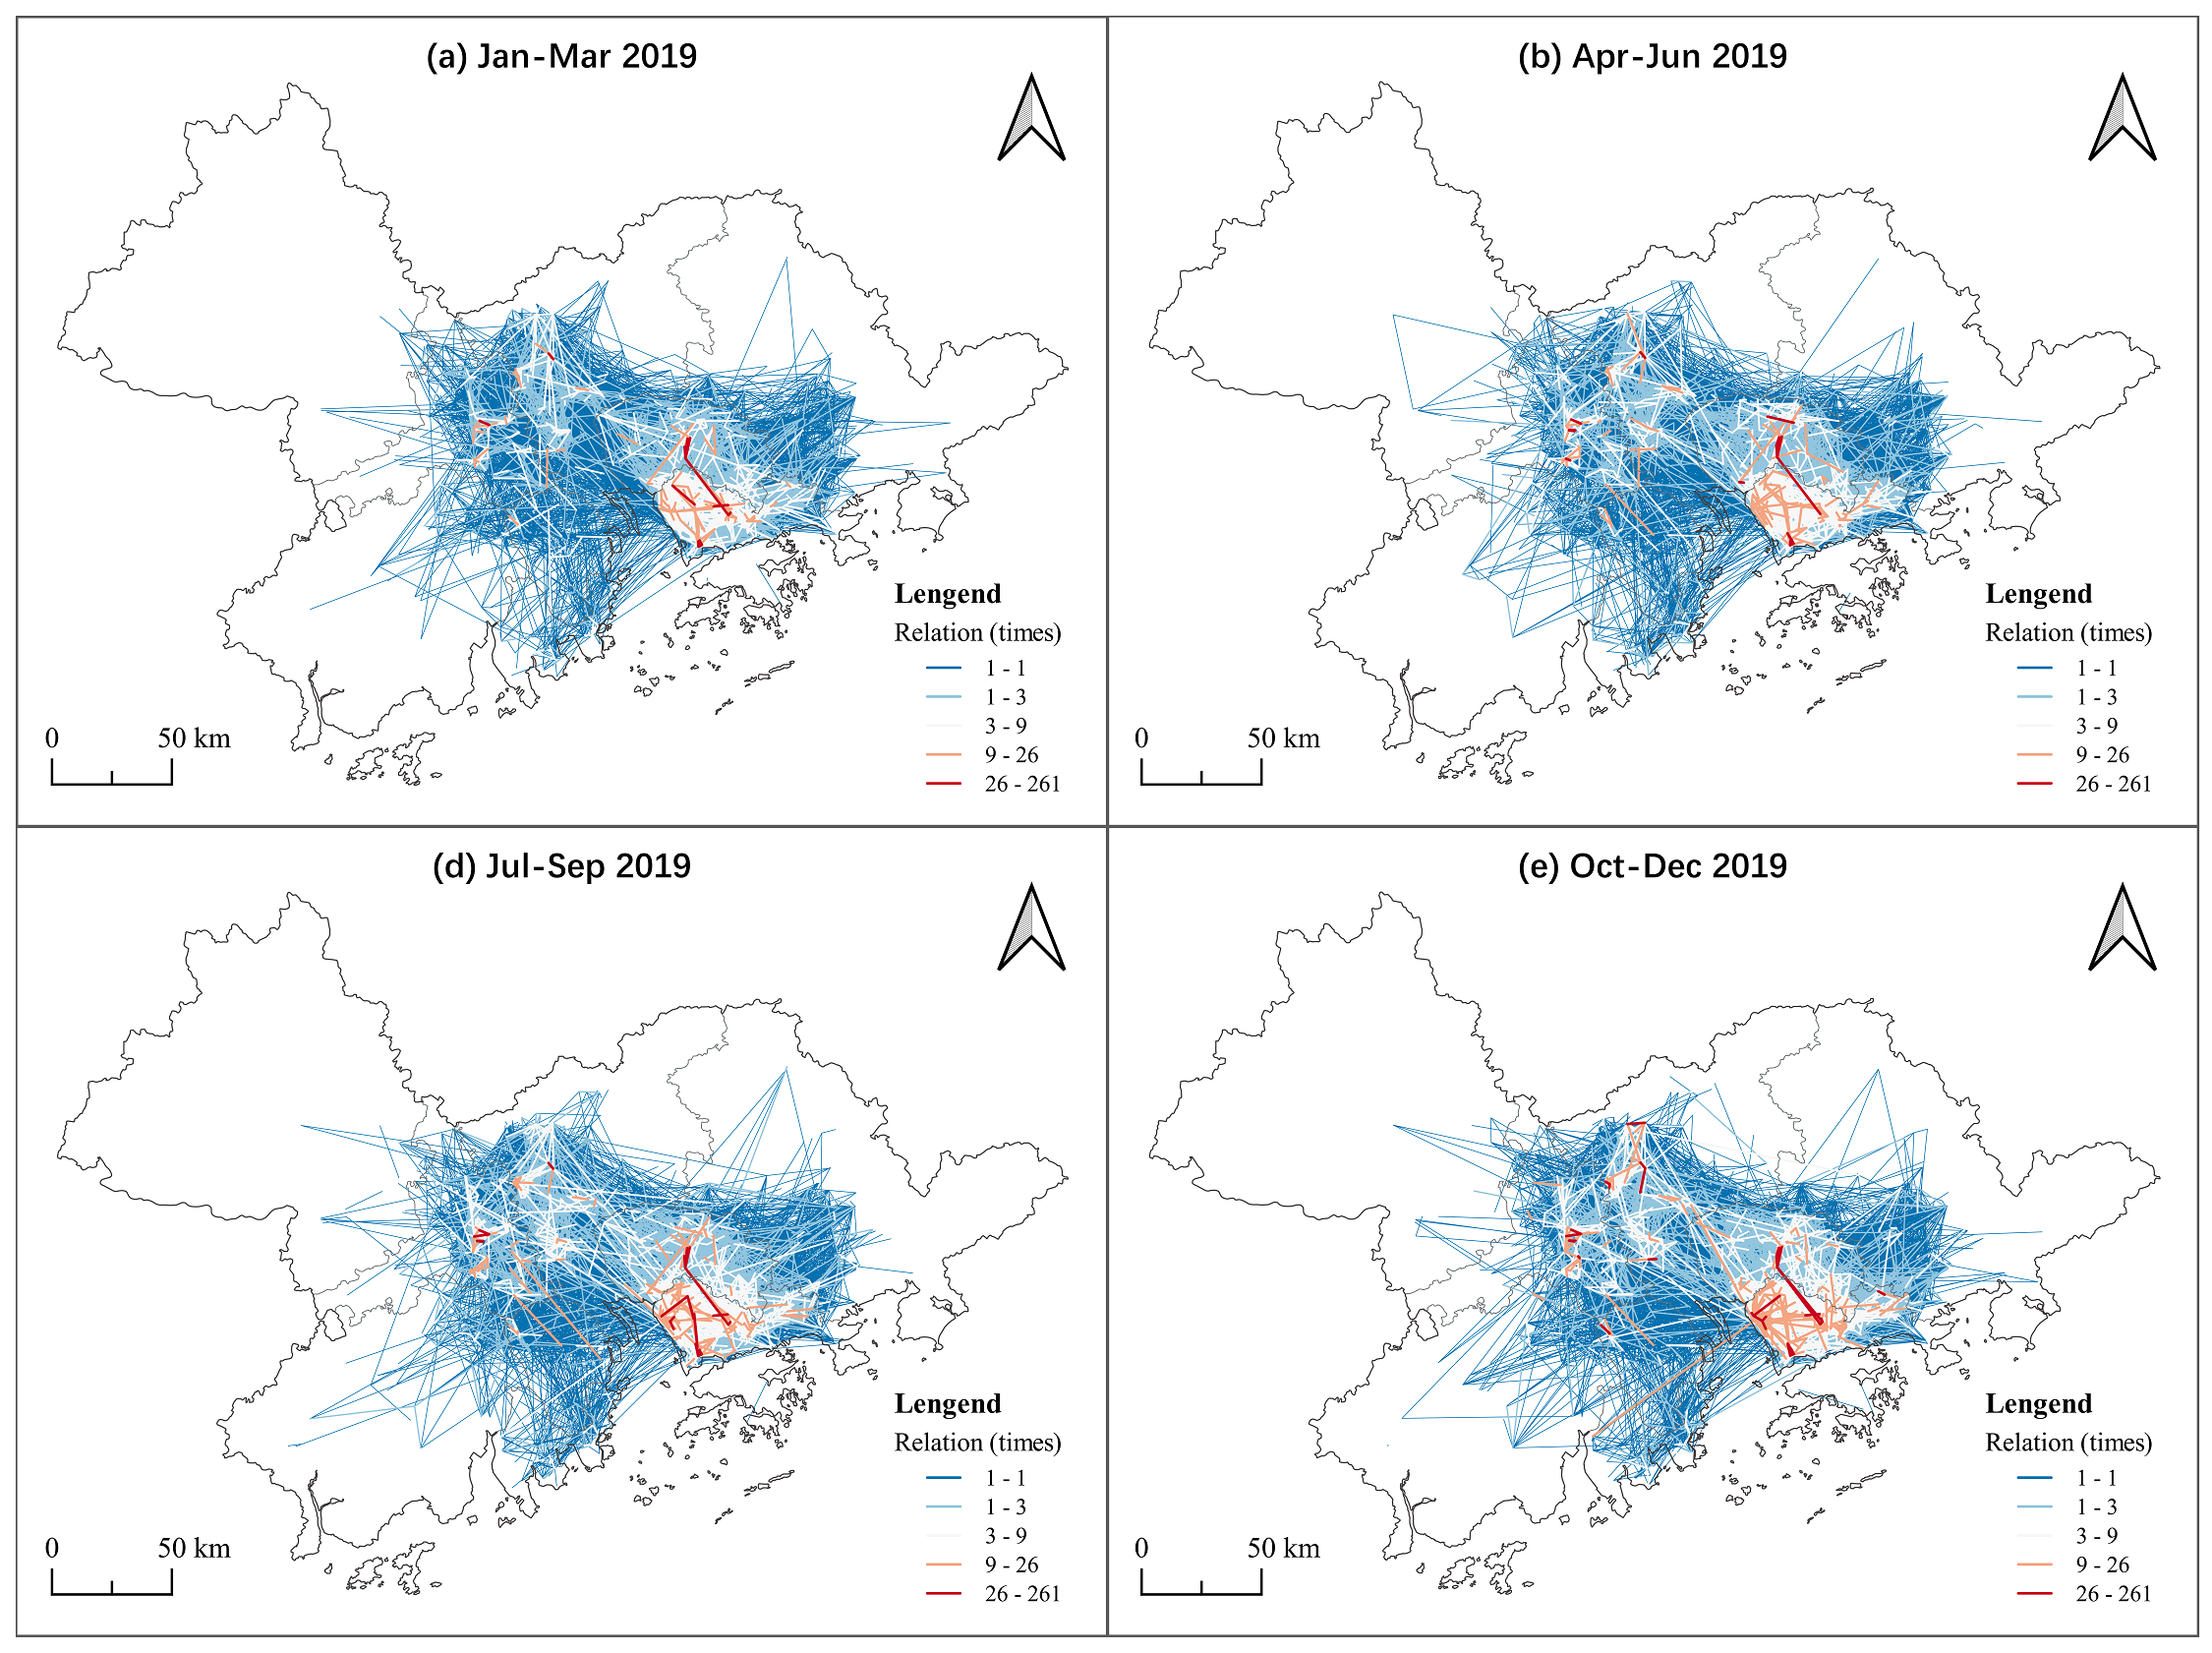 (a) Jan-Mar 2019
Lengend
Relation (times)
1 - 1
1 - 3
3 - 9
9 - 26
26 - 261
0 50 km
(b) Apr-Jun 2019
Lengend
Relation (times)
1 - 1
1 - 3
3 - 9
9 - 26
26 - 261
0 50 km
(d) Jul-Sep 2019
Lengend
Relation (times)
1 - 1
1 - 3
3 - 9
9 - 26
26 - 261
0 50 km
(e) Oct-Dec 2019
Lengend
Relation (times)
1 - 1
1 - 3
3 - 9
9 - 26
26 - 261
0 50 km